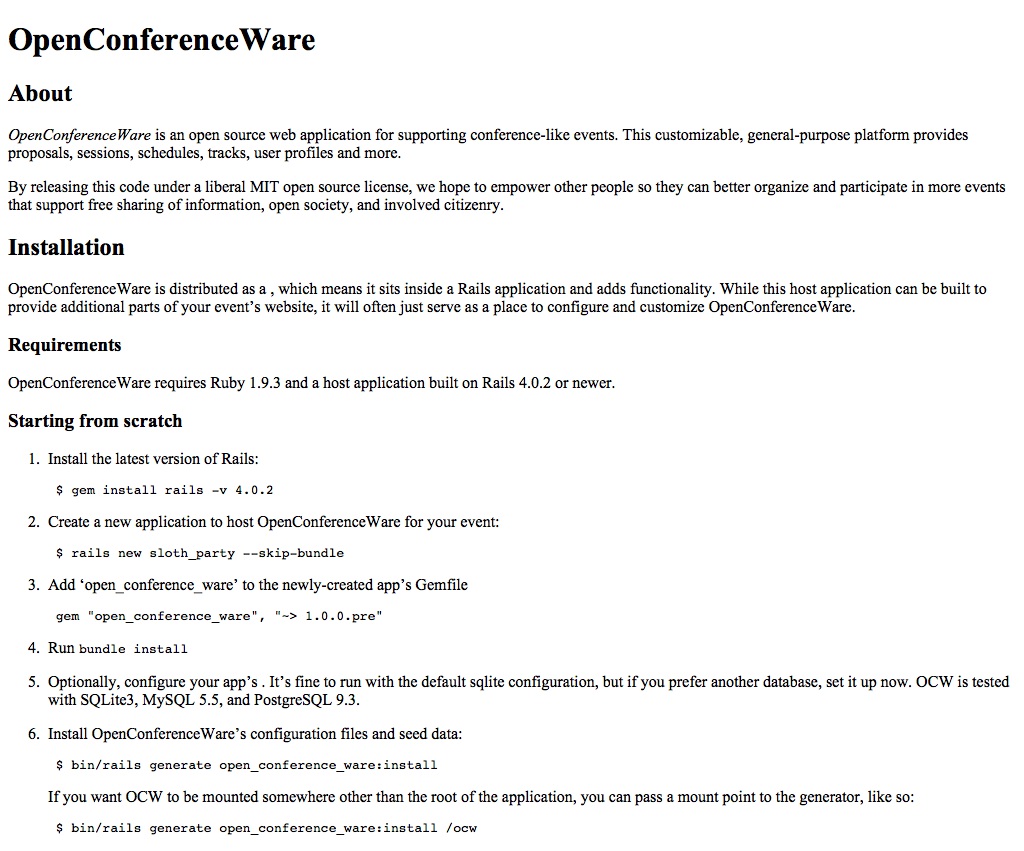 OpenConferenceWare
About
OpenConferenceWare is an open source web application for supporting conference-like events. This customizable, general-purpose platform provides
proposals, sessions, schedules, tracks, user profiles and more.
By releasing this code under a liberal MIT open source license, we hope to empower other people so they can better organize and participate in more events
that support free sharing of information, open society, and involved citizenry.
Installation
OpenConferenceWare is distributed as a , which means it sits inside a Rails application and adds functionality. While this host application can be built to
provide additional parts of your event’s website, it will often just serve as a place to configure and customize OpenConferenceWare.
Requirements
OpenConferenceWare requires Ruby 1.9.3 and a host application built on Rails 4.0.2 or newer.
Starting from scratch
1. Install the latest version of Rails:
$ gem install rails -v 4.0.2
2. Create a new application to host OpenConferenceWare for your event:
$ rails new sloth_party --skip-bundle
3. Add ‘open_conference_ware’ to the newly-created app’s Gemfile
gem "open_conference_ware", "~> 1.0.0.pre"
4. Run bundle install
5. Optionally, configure your app’s . It’s fine to run with the default sqlite configuration, but if you prefer another database, set it up now. OCW is tested
with SQLite3, MySQL 5.5, and PostgreSQL 9.3.
6. Install OpenConferenceWare’s configuration files and seed data:
$ bin/rails generate open_conference_ware:install
If you want OCW to be mounted somewhere other than the root of the application, you can pass a mount point to the generator, like so:
$ bin/rails generate open_conference_ware:install /ocw